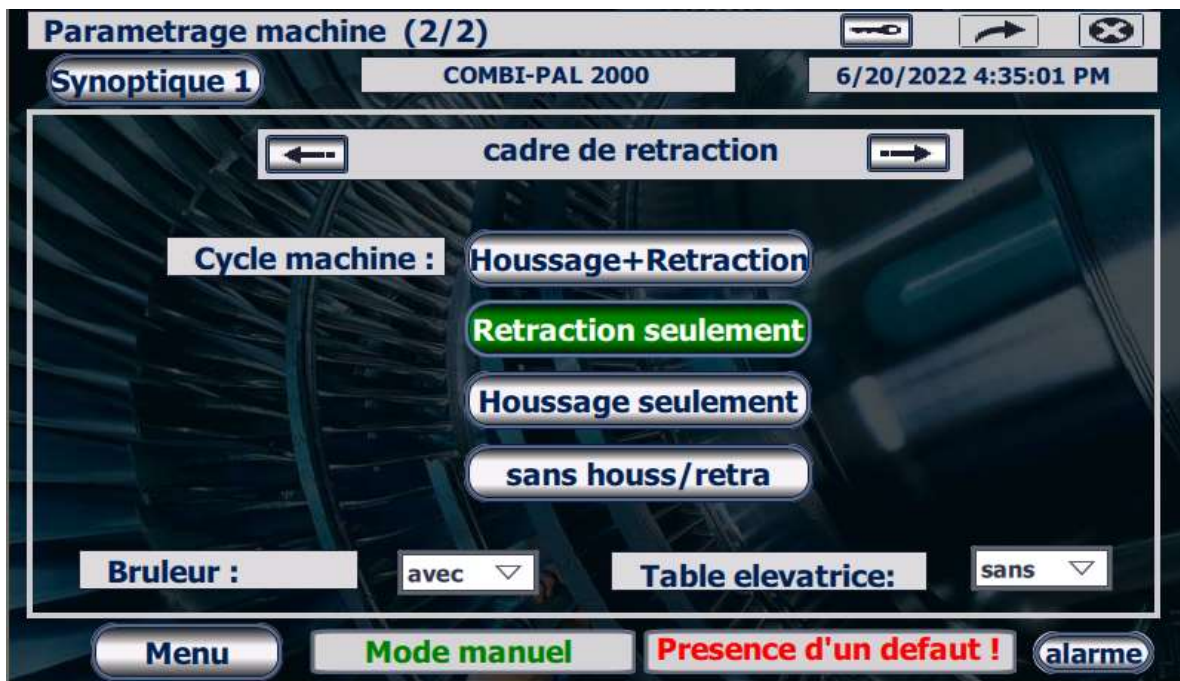 Parametrage machine (2/2)
Synoptique 1
COMBI-PAL 2000
6/20/2022 4:35:01 PM
cadre de retraction
Cycle machine :
Houssage+Retraction
Retraction seulement
Houssage seulement
sans houss/retra
Bruleur :
avec
Table elevatrice:
sans
Menu
Mode manuel
Presence d'un defaut !
alarme